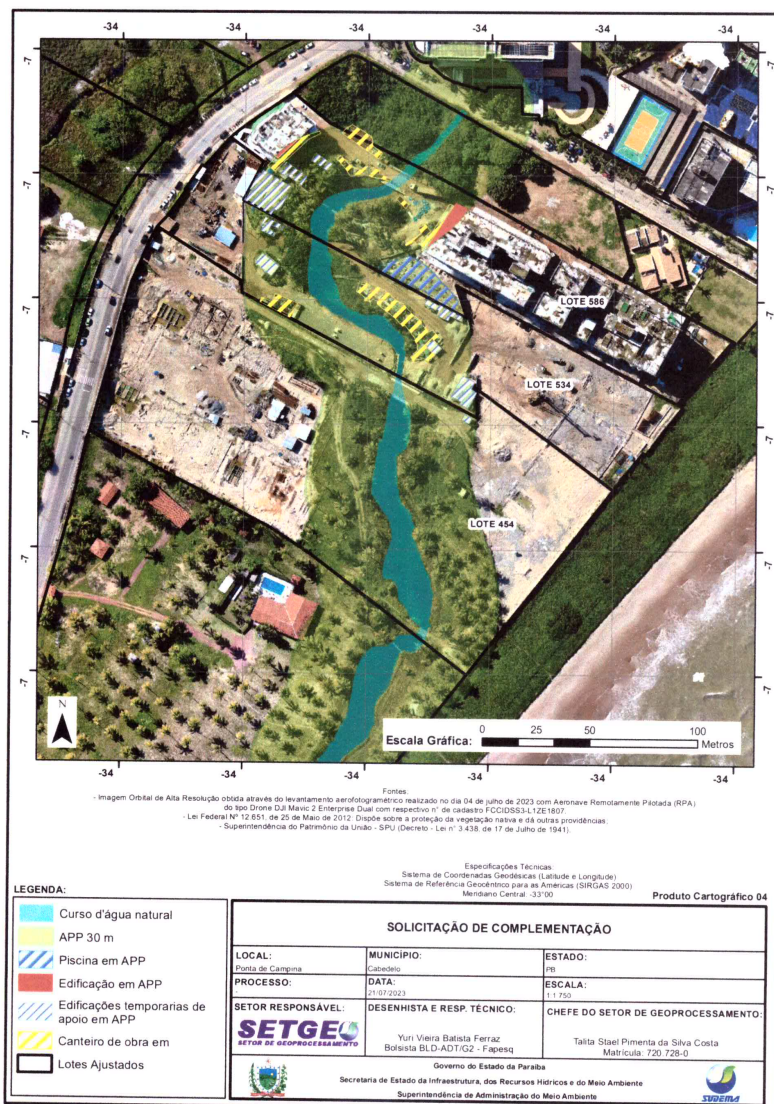 -34 -34 -34 -34 -34 -34
-7 -7
-7 -7
-7 -7
-7 -7
-7 -7
-7 -7
LOTE 586
LOTE 534
LOTE 454
N
Escala Gráfica: 0 25 50 100 Metros
-34 -34 -34 -34 -34 -34
Fontes:
- Imagem Orbital de Alta Resolução obtida através do levantamento aerofotogramétrico realizado no dia 04 de julho de 2023 com Aeronave Remotamente Pilotada (RPA)
do tipo Drone DJI Mavic 2 Enterprise Dual com respectivo n° de cadastro FCCIDSS3-L1ZE1807.
- Lei Federal Nº 12.651, de 25 de Maio de 2012: Dispõe sobre a proteção da vegetação nativa e dá outras providências.
- Superintendência do Patrimônio da União - SPU (Decreto - Lei n° 3.438, de 17 de Julho de 1941).
Especificações Técnicas:
Sistema de Coordenadas Geodésicas (Latitude e Longitude)
Sistema de Referência Geocêntrico para as Américas (SIRGAS 2000)
Meridiano Central: -33°00'
Produto Cartográfico 04
LEGENDA:
Curso d'água natural
APP 30 m
Piscina em APP
Edificação em APP
Edificações temporarias de
apoio em APP
Canteiro de obra em
Lotes Ajustados
SOLICITAÇÃO DE COMPLEMENTAÇÃO
LOCAL: MUNICÍPIO: ESTADO:
Ponta de Campina Cabedelo PB
PROCESSO: DATA: ESCALA:
- 21/07/2023 1:1.750
SETOR RESPONSÁVEL: DESENHISTA E RESP. TÉCNICO: CHEFE DO SETOR DE GEOPROCESSAMENTO:
SETGEO
SETOR DE GEOPROCESSAMENTO
Yuri Vieira Batista Ferraz
Bolsista BLD-ADT/G2 - Fapesq
Talita Stael Pimenta da Silva Costa
Matrícula: 720.728-0
Governo do Estado da Paraíba
Secretaria de Estado da Infraestrutura, dos Recursos Hídricos e do Meio Ambiente
Superintendência de Administração do Meio Ambiente
SUDEMA